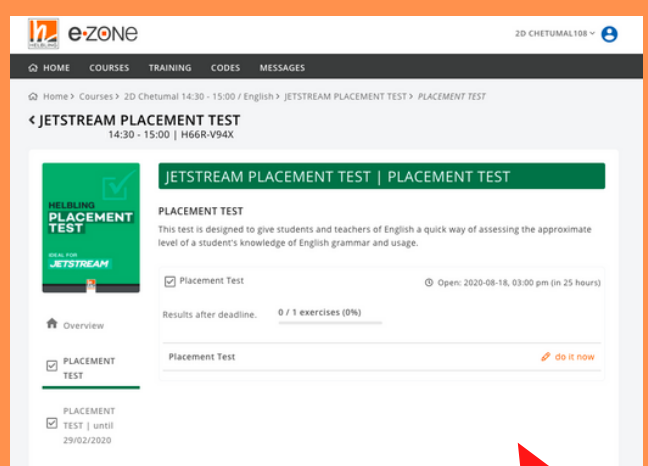 HELBLING
e-zone
2D CHETUMAL108
HOME COURSES TRAINING CODES MESSAGES
Home > Courses > 2D Chetumal 14:30 - 15:00 / English > JETSTREAM PLACEMENT TEST > PLACEMENT TEST
< JETSTREAM PLACEMENT TEST
14:30 - 15:00 | H66R-V94X
HELBLING
PLACEMENT
TEST
IDEAL FOR
JETSTREAM
Overview
PLACEMENT
TEST
PLACEMENT
TEST | until
29/02/2020
JETSTREAM PLACEMENT TEST | PLACEMENT TEST
PLACEMENT TEST
This test is designed to give students and teachers of English a quick way of assessing the approximate
level of a student's knowledge of English grammar and usage.
Placement Test
Open: 2020-08-18, 03:00 pm (in 25 hours)
Results after deadline.
0 / 1 exercises (0%)
Placement Test
do it now